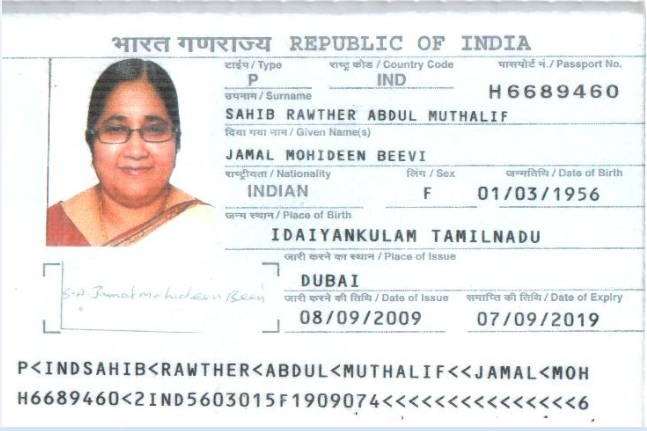 भारत गणराज्य REPUBLIC OF INDIA
टाईप / Type राष्ट्र कोड / Country Code पासपोर्ट नं. / Passport No.
P IND H6689460
उपनाम / Surname
SAHIB RAWTHER ABDUL MUTHALIF
दिया गया नाम / Given Name(s)
JAMAL MOHIDEEN BEEVI
राष्ट्रीयता / Nationality लिंग / Sex जन्मतिथि / Date of Birth
INDIAN F 01/03/1956
जन्म स्थान / Place of Birth
IDAIYANKULAM TAMILNADU
जारी करने का स्थान / Place of Issue
DUBAI
जारी करने की तिथि / Date of Issue समाप्ति की तिथि / Date of Expiry
08/09/2009 07/09/2019
Jamal mohideen Beevi
P<INDSAHIB<RAWTHER<ABDUL<MUTHALIF<<JAMAL<MOH
H6689460<2IND5603015F1909074<<<<<<<<<<<<<<<6